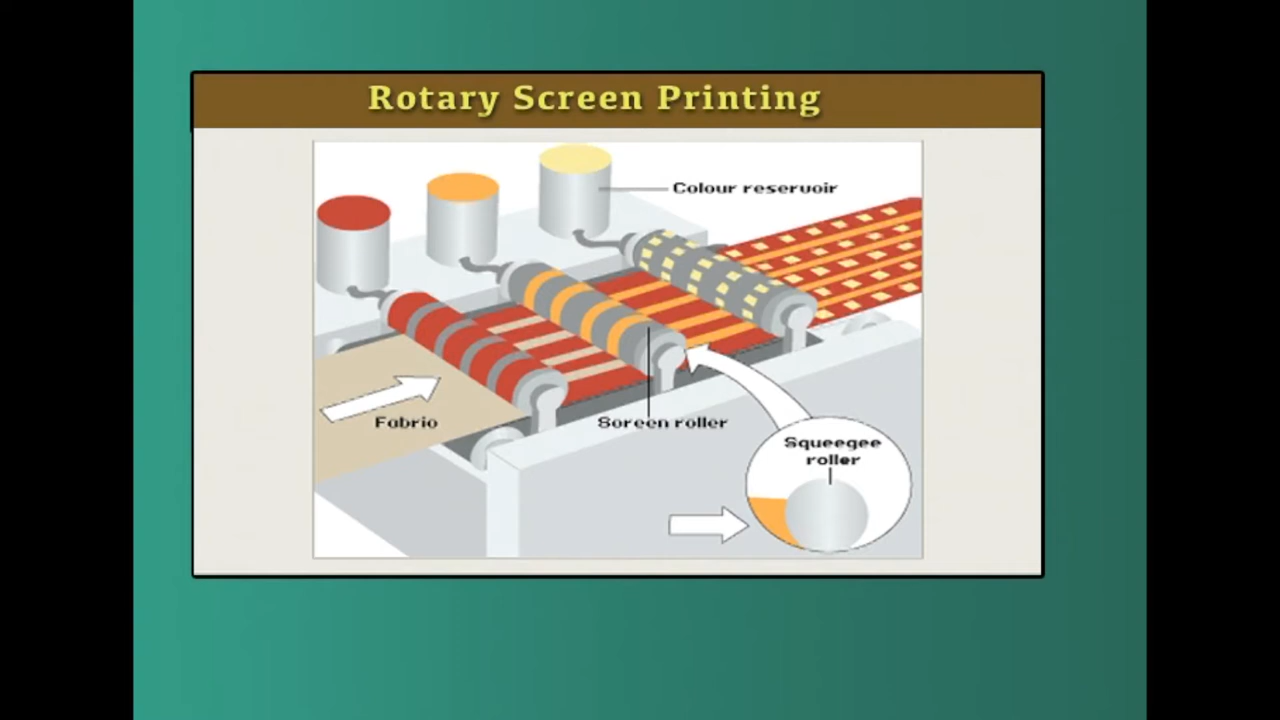 Rotary Screen Printing
Colour reservoir
Fabric
Screen roller
Squeegee
roller